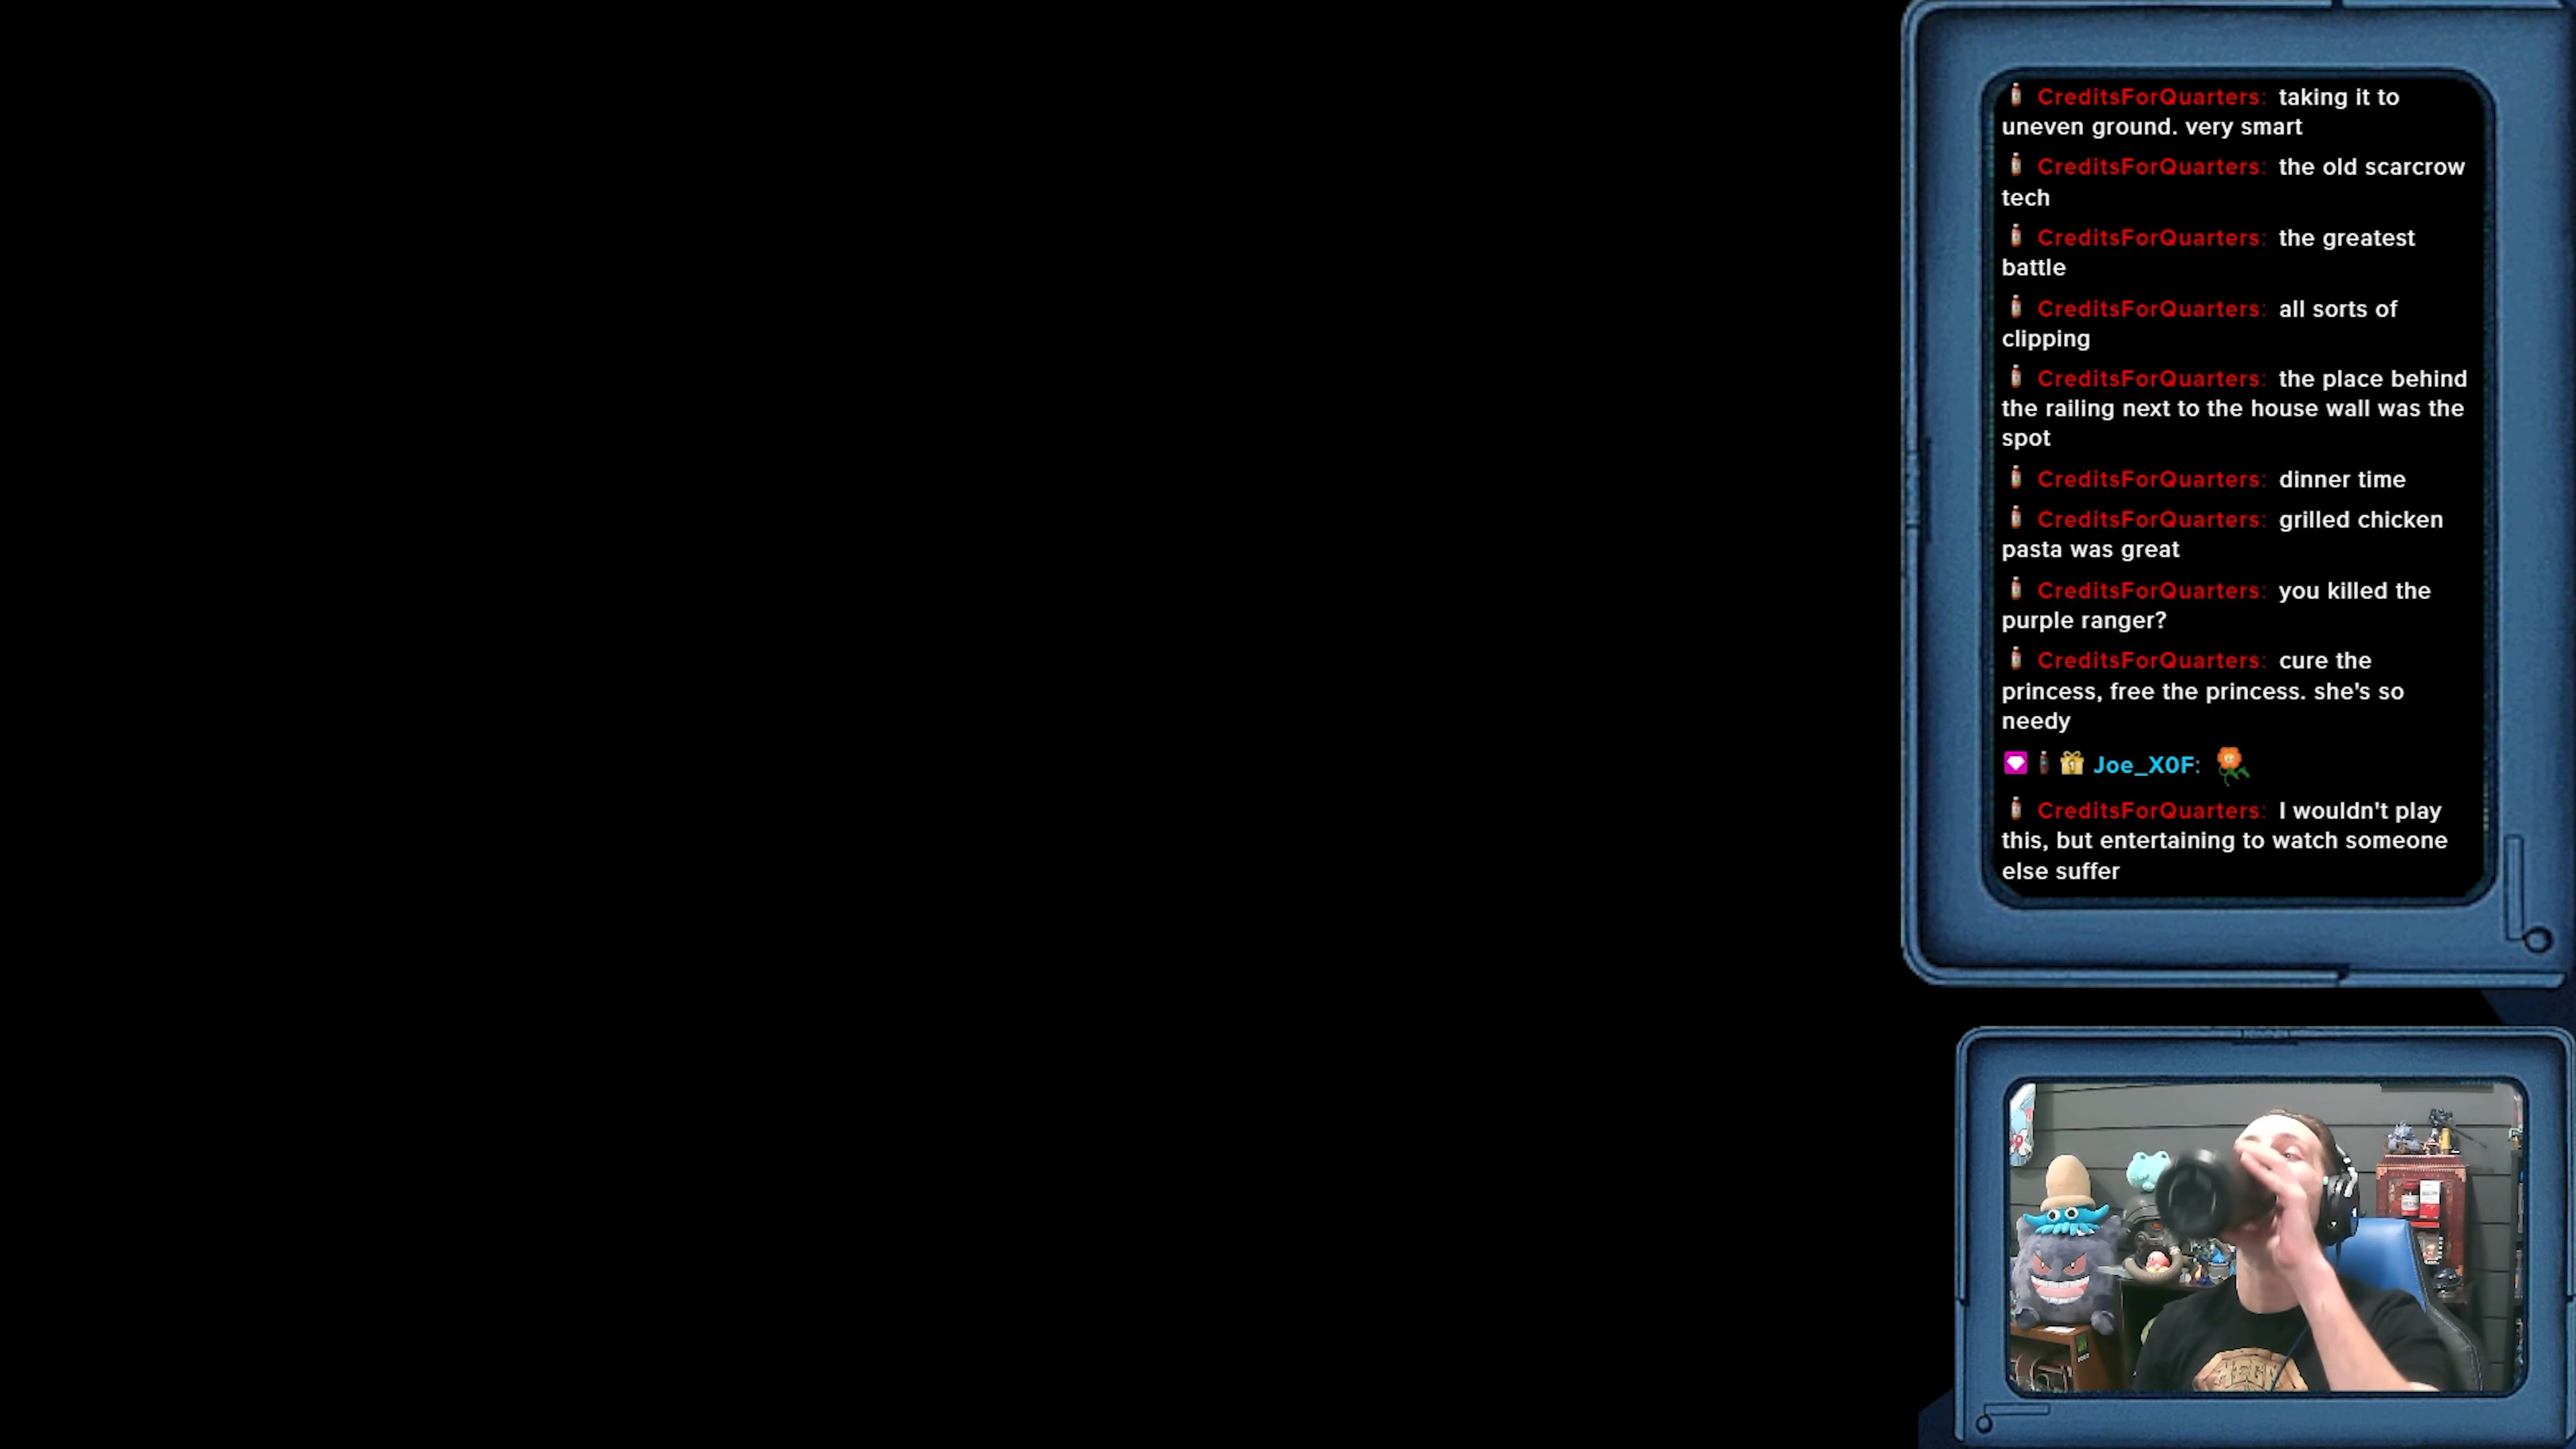 CreditsForQuarters: taking it to
uneven ground. very smart
CreditsForQuarters: the old scarcrow
tech
CreditsForQuarters: the greatest
battle
CreditsForQuarters: all sorts of
clipping
CreditsForQuarters: the place behind
the railing next to the house wall was the
spot
CreditsForQuarters: dinner time
CreditsForQuarters: grilled chicken
pasta was great
CreditsForQuarters: you killed the
purple ranger?
CreditsForQuarters: cure the
princess, free the princess. she's so
needy
Joe_X0F:
CreditsForQuarters: I wouldn't play
this, but entertaining to watch someone
else suffer